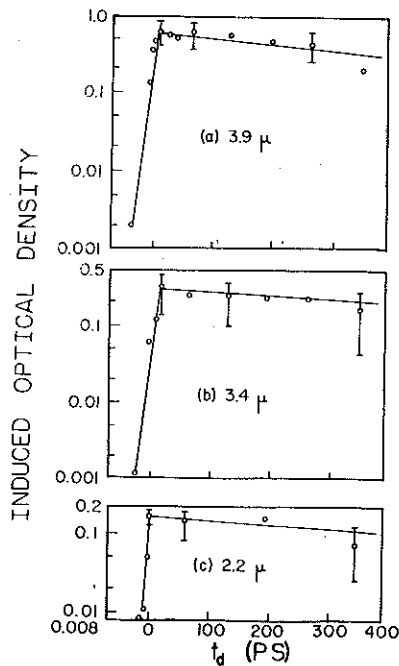 INDUCED OPTICAL DENSITY
1.0
0.1
0.01
0.001
(a) 3.9 μ
0.5
0.1
0.01
0.001
(b) 3.4 μ
0.2
0.1
0.01
0.008
(c) 2.2 μ
0 100 200 300 400
t_d (PS)